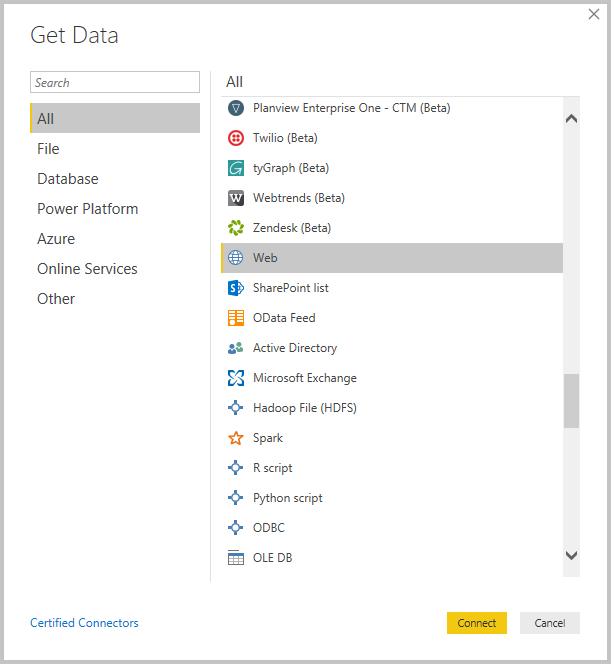 Get Data
Search
All
File
Database
Power Platform
Azure
Online Services
Other
All
Planview Enterprise One - CTM (Beta)
Twilio (Beta)
tyGraph (Beta)
Webtrends (Beta)
Zendesk (Beta)
Web
SharePoint list
OData Feed
Active Directory
Microsoft Exchange
Hadoop File (HDFS)
Spark
R script
Python script
ODBC
OLE DB
Certified Connectors
Connect
Cancel